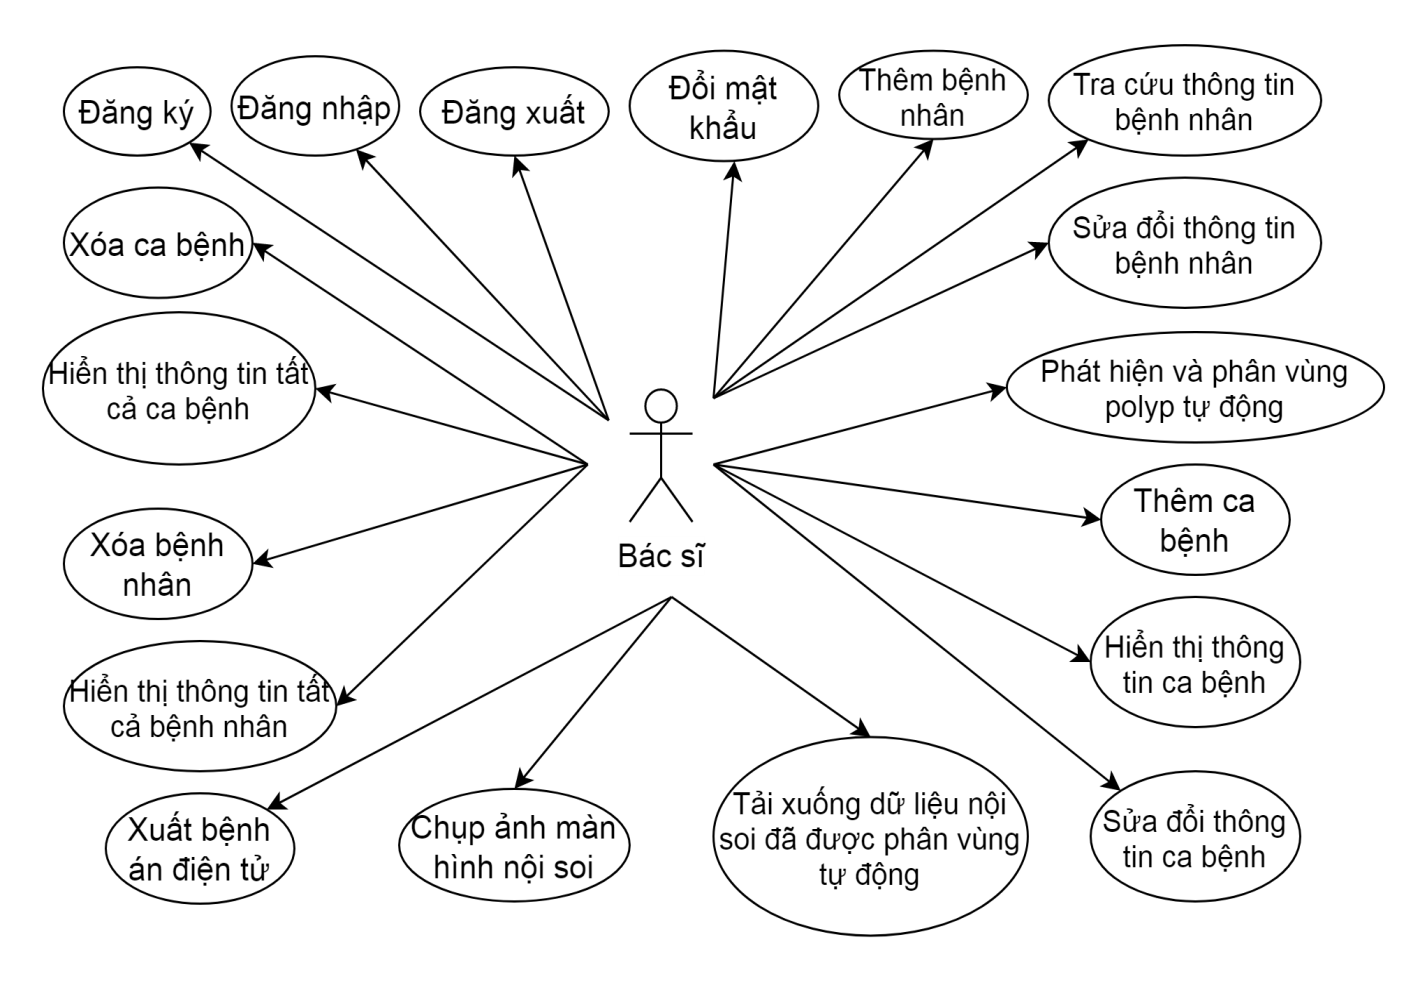 Đăng ký
Đăng nhập
Đăng xuất
Đổi mật
khẩu
Thêm bệnh
nhân
Tra cứu thông tin
bệnh nhân
Xóa ca bệnh
Sửa đổi thông tin
bệnh nhân
Hiển thị thông tin tất
cả ca bệnh
Phát hiện và phân vùng
polyp tự động
Thêm ca
bệnh
Xóa bệnh
nhân
Bác sĩ
Hiển thị thông
tin ca bệnh
Hiển thị thông tin tất
cả bệnh nhân
Xuất bệnh
án điện tử
Chụp ảnh màn
hình nội soi
Tải xuống dữ liệu nội
soi đã được phân vùng
tự động
Sửa đổi thông
tin ca bệnh